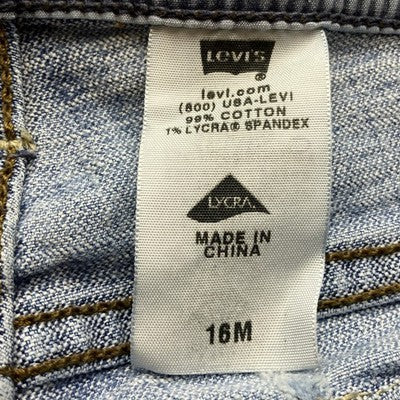 LEVI'S
®
levi.com
(800) USA-LEVI
99% COTTON
1% LYCRA® SPANDEX
LYCRA
MADE IN
CHINA
16M